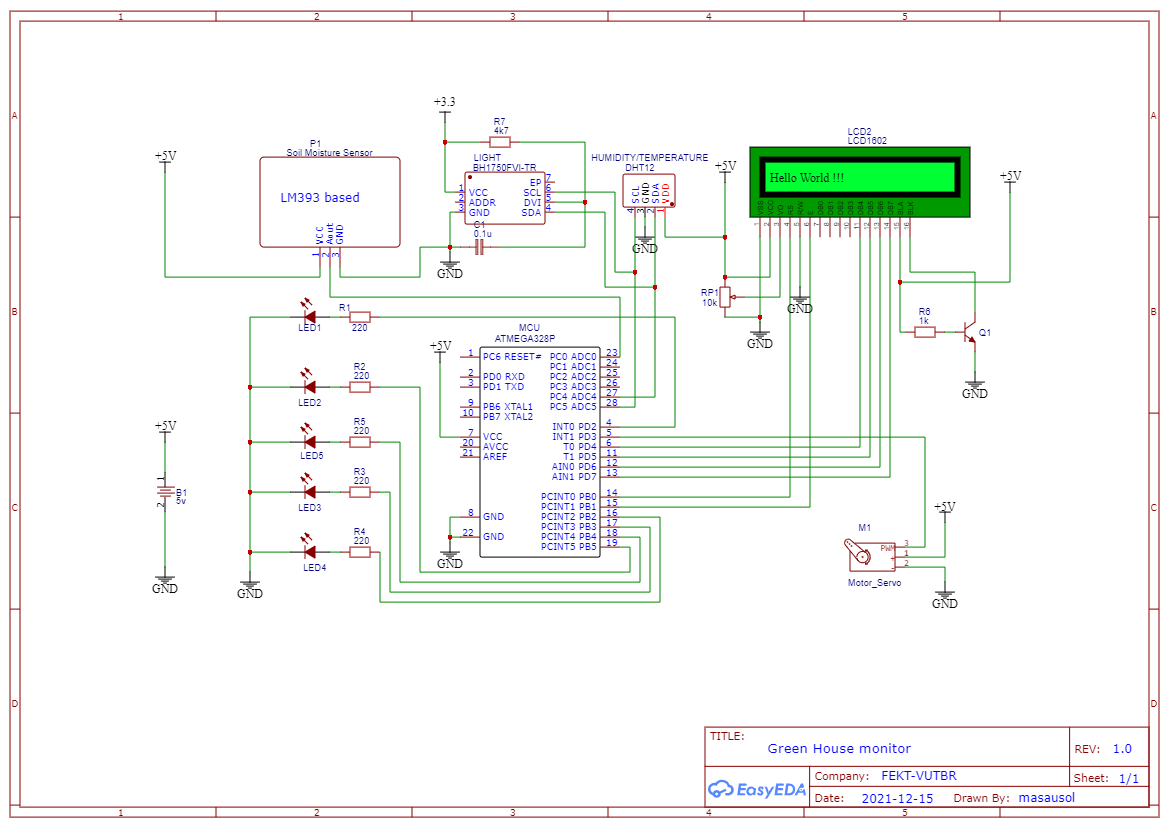 1 2 3 4 5
A A
B B
C C
D D
1 2 3 4 5
+5V
P1
Soil Moisture Sensor
LM393 based
VCC
Aout
GND
1 2 3
+3.3
R7
4k7
LIGHT
BH1750FVI-TR
1 VCC
2 ADDR
3 GND
EP 7
SCL 6
DVI 5
SDA 4
C1
0.1u
GND
HUMIDITY/TEMPERATURE
DHT12
SCL
GND
SDA
VDD
4 3 2 1
GND
+5V
RP1
10k
GND
LCD2
LCD1602
Hello World !!!
VSS VCC VO RS R/W E DB0 DB1 DB2 DB3 DB4 DB5 DB6 DB7 BLA BLK
1 2 3 4 5 6 7 8 9 10 11 12 13 14 15 16
GND
+5V
R6
1k
Q1
GND
LED1
R1
220
LED2
R2
220
LED5
R5
220
LED3
R3
220
LED4
R4
220
GND
+5V
1
B1
5v
2
GND
+5V
MCU
ATMEGA328P
1 PC6 RESET#
2 PD0 RXD
3 PD1 TXD
9 PB6 XTAL1
10 PB7 XTAL2
7 VCC
20 AVCC
21 AREF
8 GND
22 GND
PC0 ADC0 23
PC1 ADC1 24
PC2 ADC2 25
PC3 ADC3 26
PC4 ADC4 27
PC5 ADC5 28
INT0 PD2 4
INT1 PD3 5
T0 PD4 6
T1 PD5 11
AIN0 PD6 12
AIN1 PD7 13
PCINT0 PB0 14
PCINT1 PB1 15
PCINT2 PB2 16
PCINT3 PB3 17
PCINT4 PB4 18
PCINT5 PB5 19
GND
M1
PWM 3
+ 1
- 2
Motor_Servo
+5V
GND
TITLE:
Green House monitor
REV: 1.0
EasyEDA
Company: FEKT-VUTBR
Sheet: 1/1
Date: 2021-12-15 Drawn By: masausol